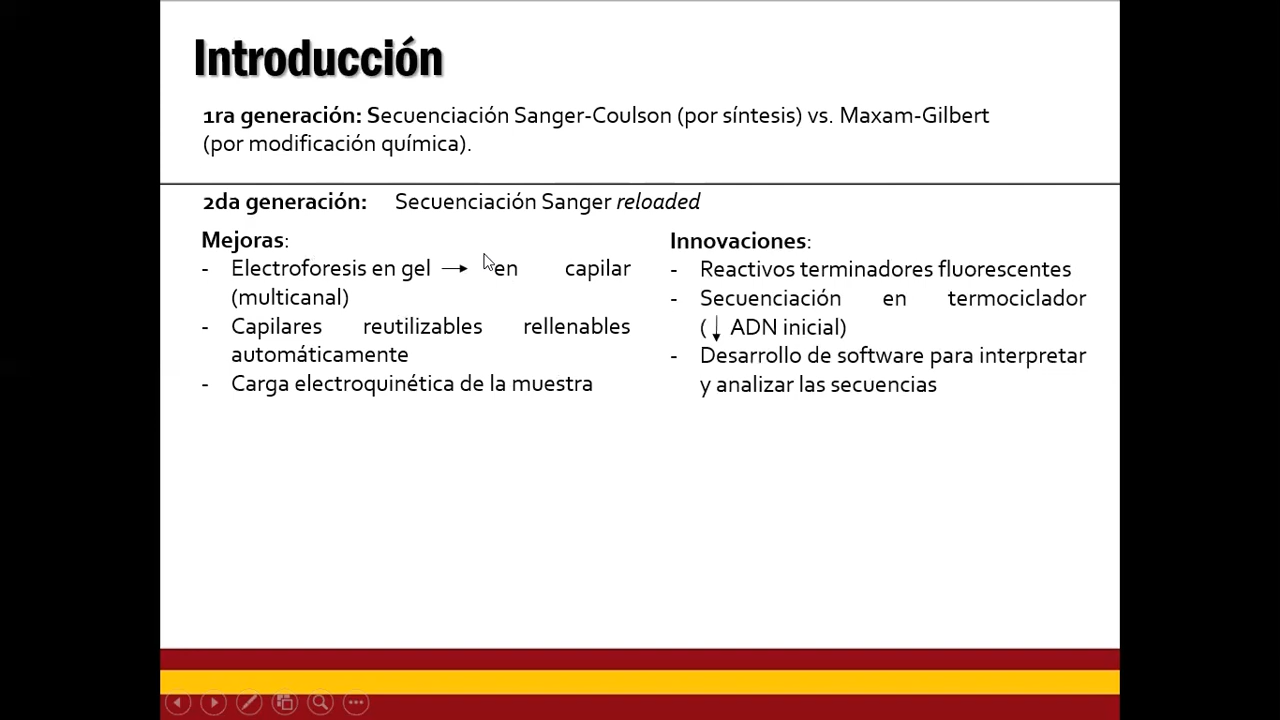 Introducción
1ra generación: Secuenciación Sanger-Coulson (por síntesis) vs. Maxam-Gilbert
(por modificación química).
2da generación: Secuenciación Sanger reloaded
Mejoras:
- Electroforesis en gel → en capilar
(multicanal)
- Capilares reutilizables rellenables
automáticamente
- Carga electroquinética de la muestra
Innovaciones:
- Reactivos terminadores fluorescentes
- Secuenciación en termociclador
(↓ ADN inicial)
- Desarrollo de software para interpretar
y analizar las secuencias